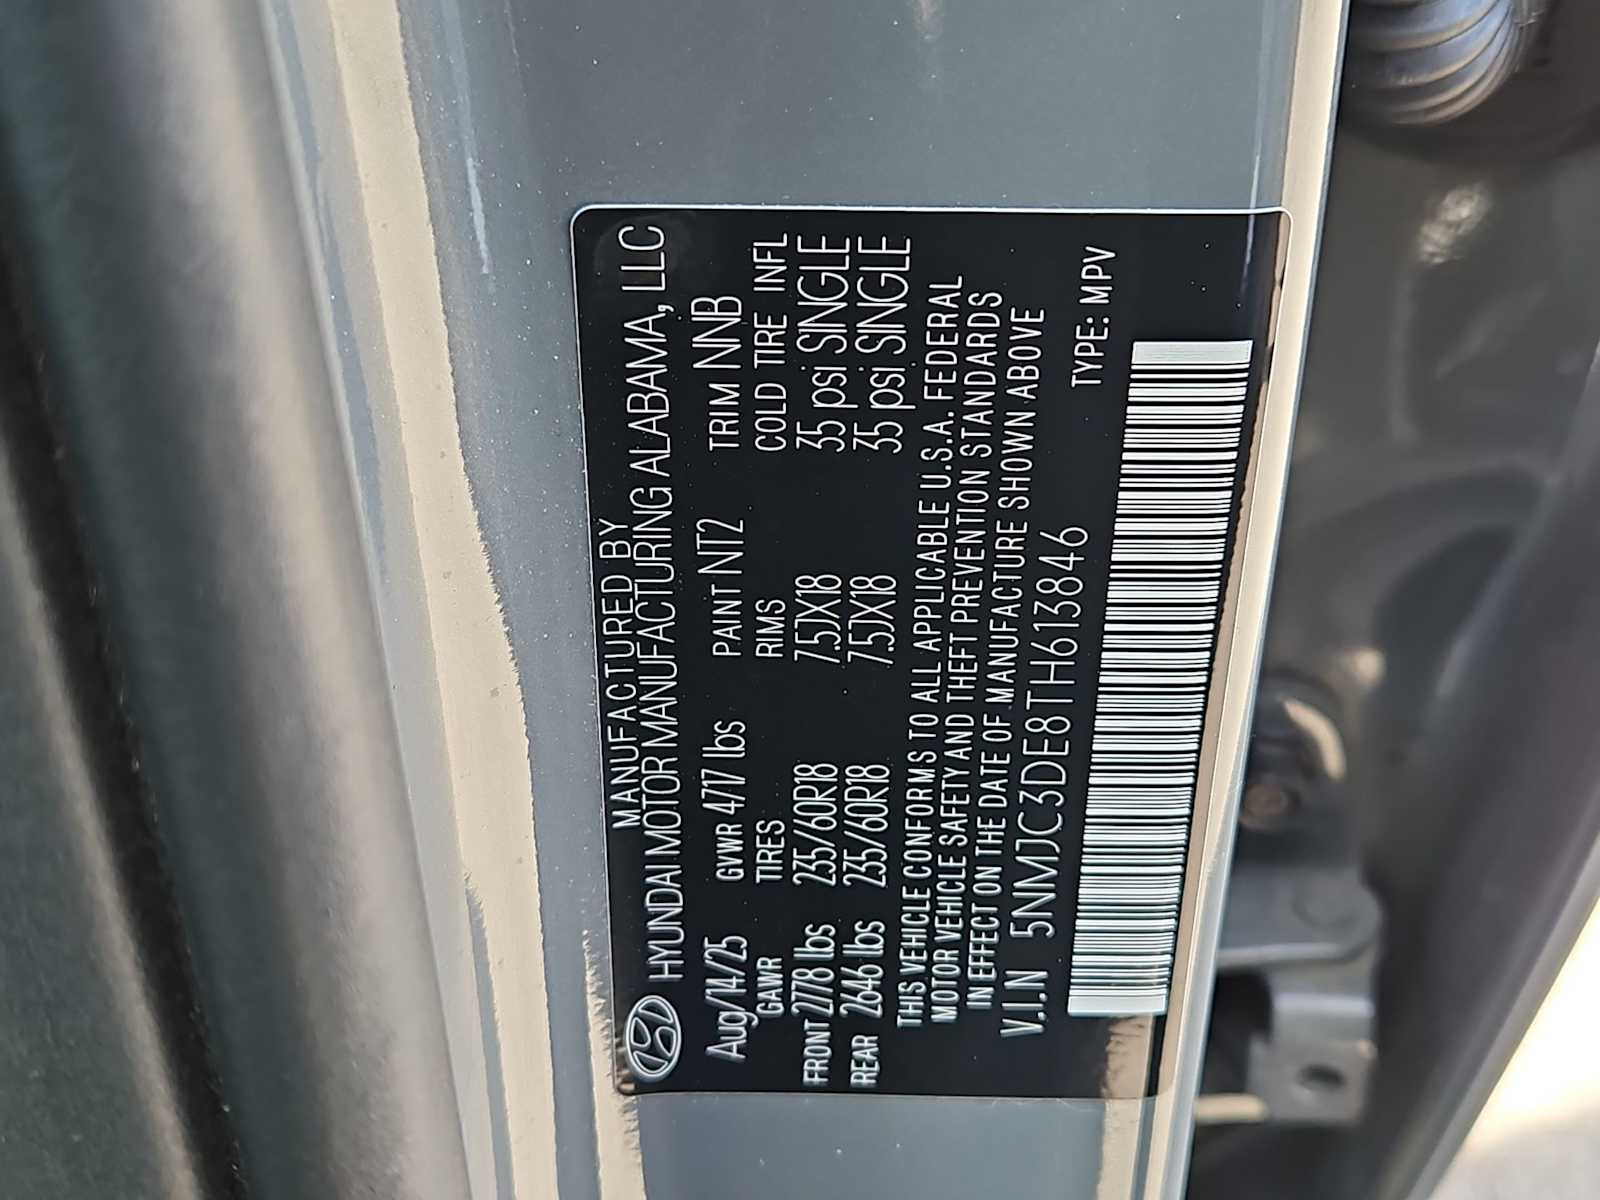 MANUFACTURED BY
HYUNDAI MOTOR MANUFACTURING ALABAMA, LLC
Aug/14/25 GVWR 4717 lbs PAINT NT2 TRIM NNB
GAWR TIRES RIMS COLD TIRE INFL
FRONT 2778 lbs 235/60R18 7.5JX18 35 psi SINGLE
REAR 2646 lbs 235/60R18 7.5JX18 35 psi SINGLE
THIS VEHICLE CONFORMS TO ALL APPLICABLE U.S.A. FEDERAL
MOTOR VEHICLE SAFETY AND THEFT PREVENTION STANDARDS
IN EFFECT ON THE DATE OF MANUFACTURE SHOWN ABOVE
V.I.N 5NMJC3DE8TH613846 TYPE: MPV